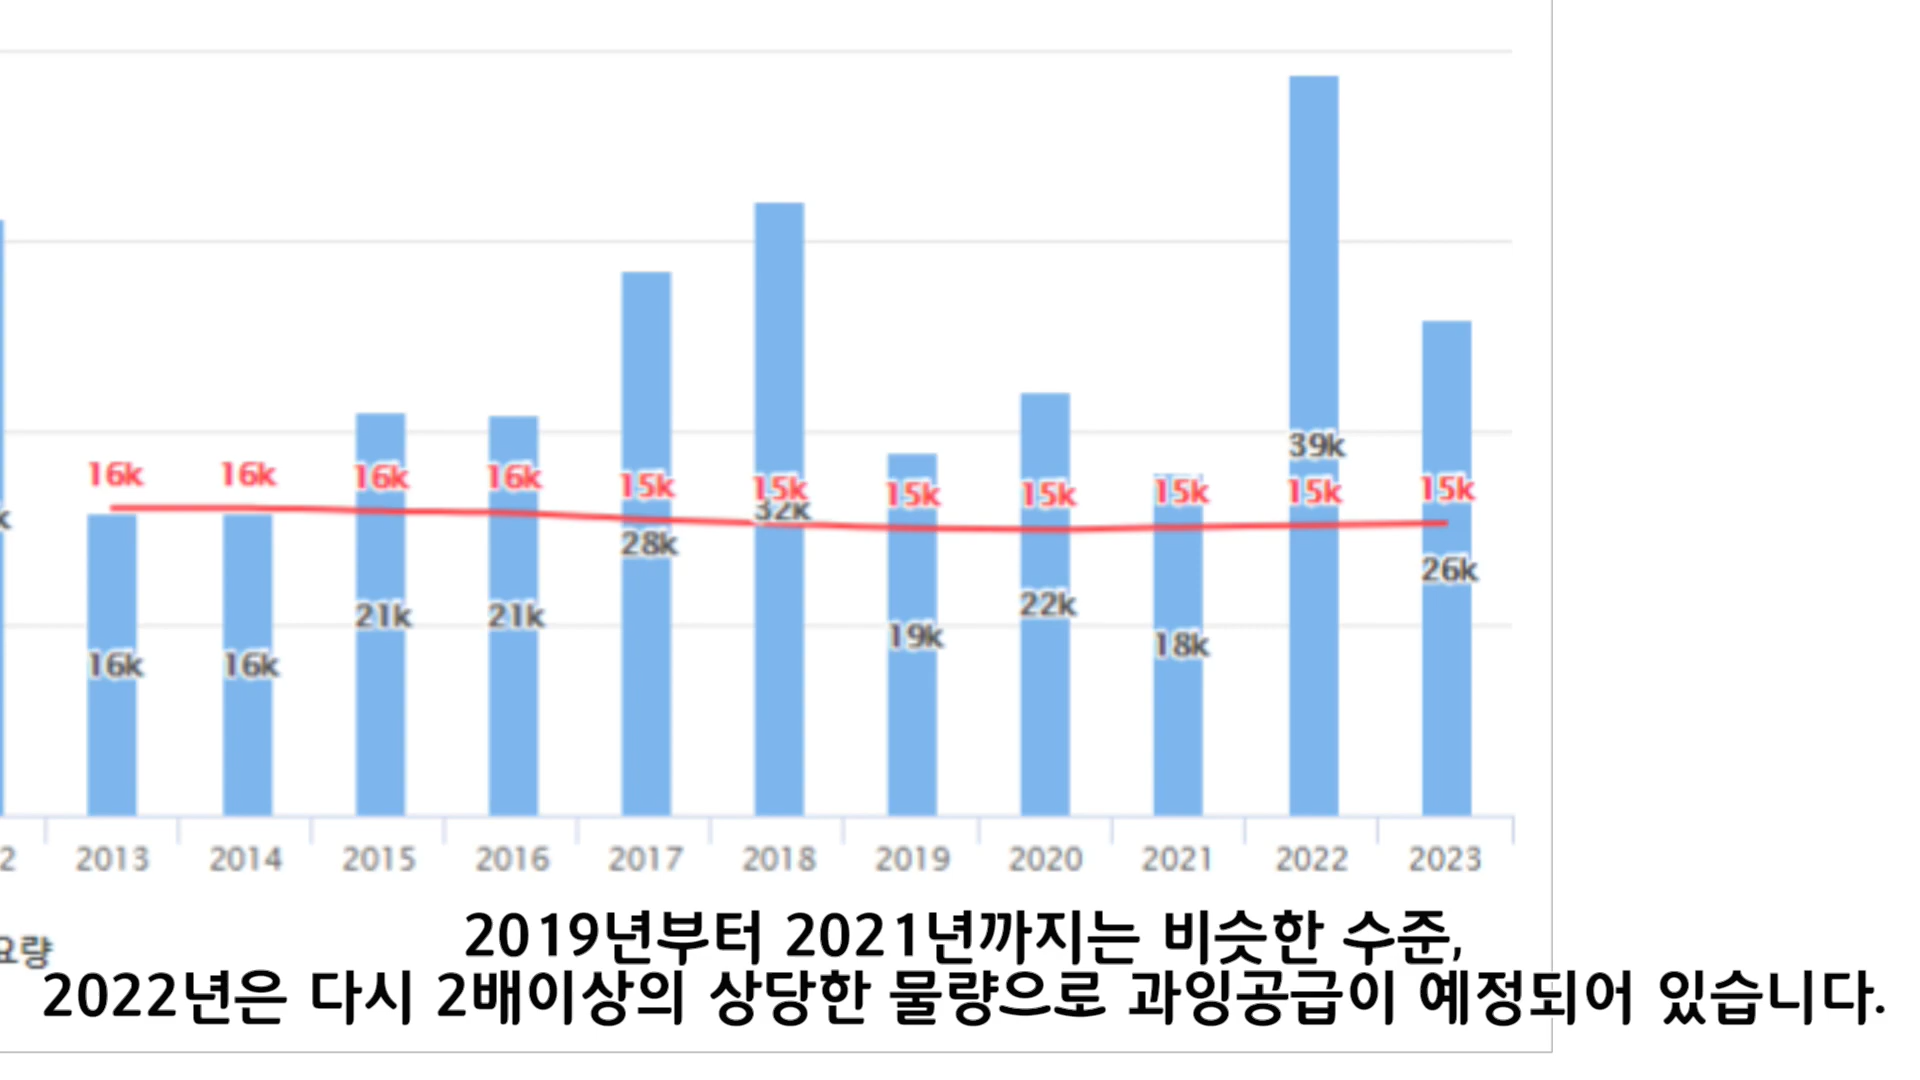 39k
16k 16k 16k 16k 15k 15k 15k 15k 15k 15k 15k
32k
28k
26k
21k 21k 22k
19k 18k
16k 16k
2 2013 2014 2015 2016 2017 2018 2019 2020 2021 2022 2023
2019년부터 2021년까지는 비슷한 수준,
요량
2022년은 다시 2배이상의 상당한 물량으로 과잉공급이 예정되어 있습니다.